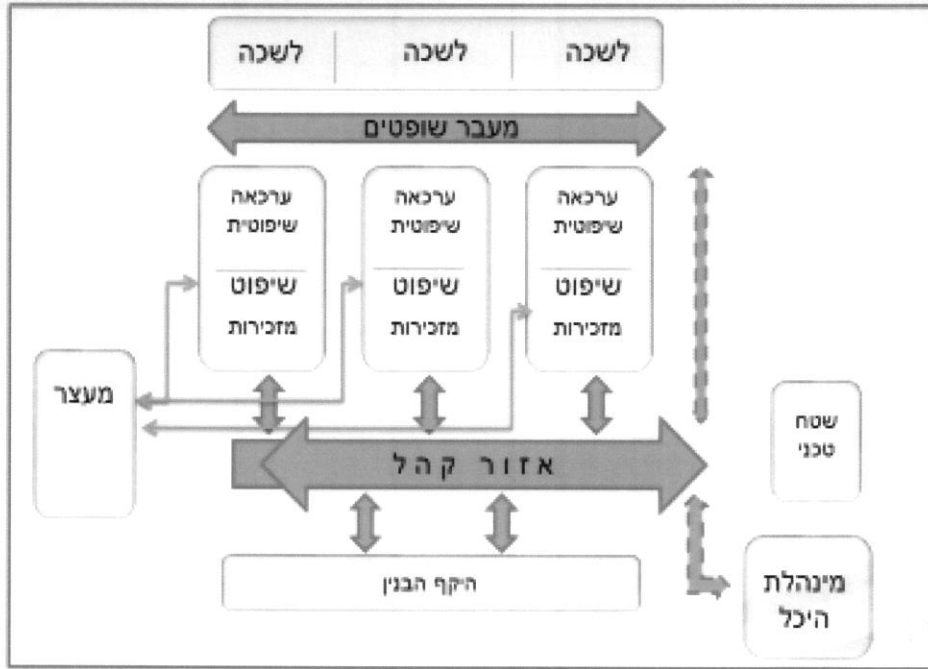 לשכה
לשכה
לשכה
מעבר שופטים
ערכאה
שיפוטית
שיפוט
מזכירות
ערכאה
שיפוטית
שיפוט
מזכירות
ערכאה
שיפוטית
שיפוט
מזכירות
מעצר
שטח
טכני
אזור קהל
היקף הבנין
מינהלת
היכל